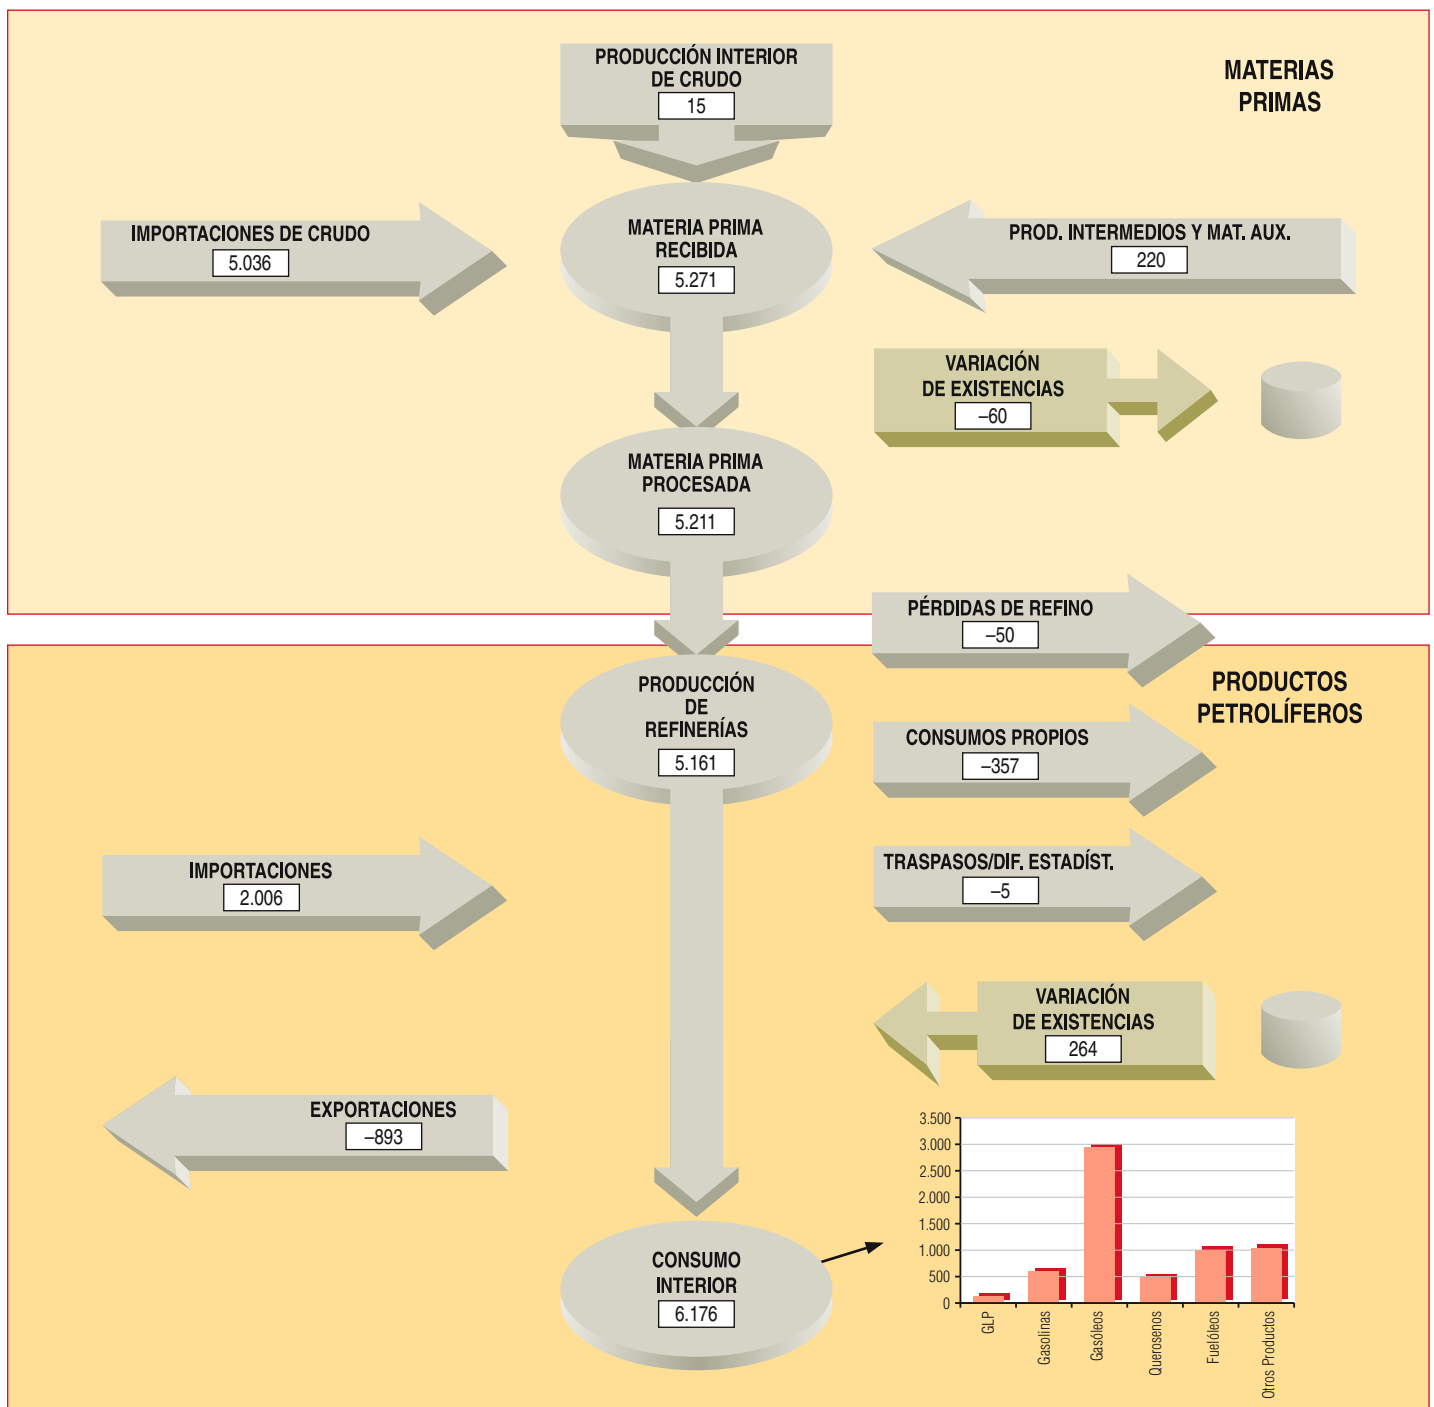 PRODUCCIÓN INTERIOR
DE CRUDO
15
MATERIAS
PRIMAS
IMPORTACIONES DE CRUDO
5.036
MATERIA PRIMA
RECIBIDA
5.271
PROD. INTERMEDIOS Y MAT. AUX.
220
VARIACIÓN
DE EXISTENCIAS
–60
MATERIA PRIMA
PROCESADA
5.211
PÉRDIDAS DE REFINO
–50
PRODUCTOS
PETROLÍFEROS
PRODUCCIÓN
DE
REFINERÍAS
5.161
CONSUMOS PROPIOS
–357
IMPORTACIONES
2.006
TRASPASOS/DIF. ESTADÍST.
–5
VARIACIÓN
DE EXISTENCIAS
264
EXPORTACIONES
–893
CONSUMO
INTERIOR
6.176
3.500
3.000
2.500
2.000
1.500
1.000
500
0
GLP
Gasolinas
Gasóleos
Querosenos
Fuelóleos
Otros Productos